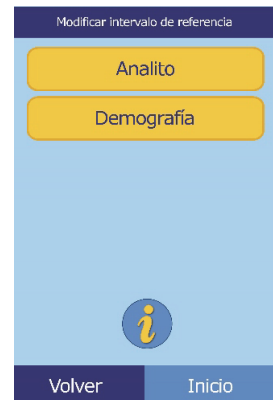 Modificar intervalo de referencia
Analito
Demografía
i
Volver Inicio